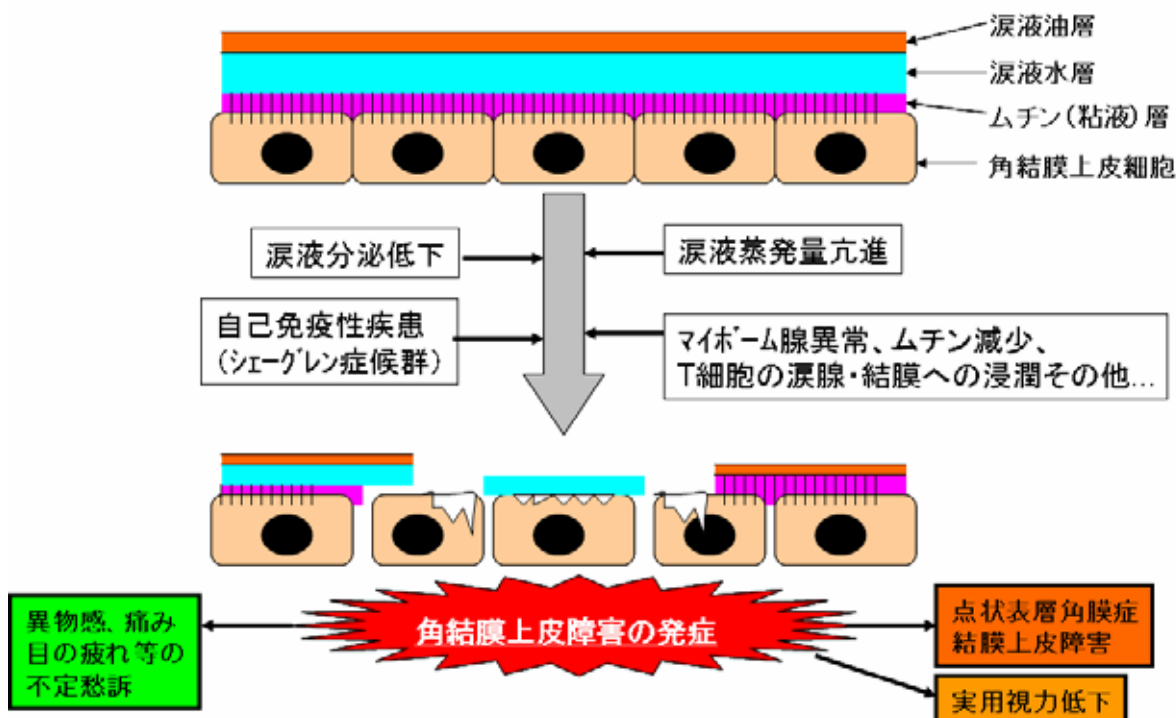 涙液油層
涙液水層
ムチン(粘液)層
角結膜上皮細胞
涙液分泌低下
涙液蒸発量亢進
自己免疫性疾患
(シェーグレン症候群)
マイボーム腺異常、ムチン減少、
T細胞の涙腺・結膜への浸潤その他…
角結膜上皮障害の発症
異物感、痛み
目の疲れ等の
不定愁訴
点状表層角膜症
結膜上皮障害
実用視力低下